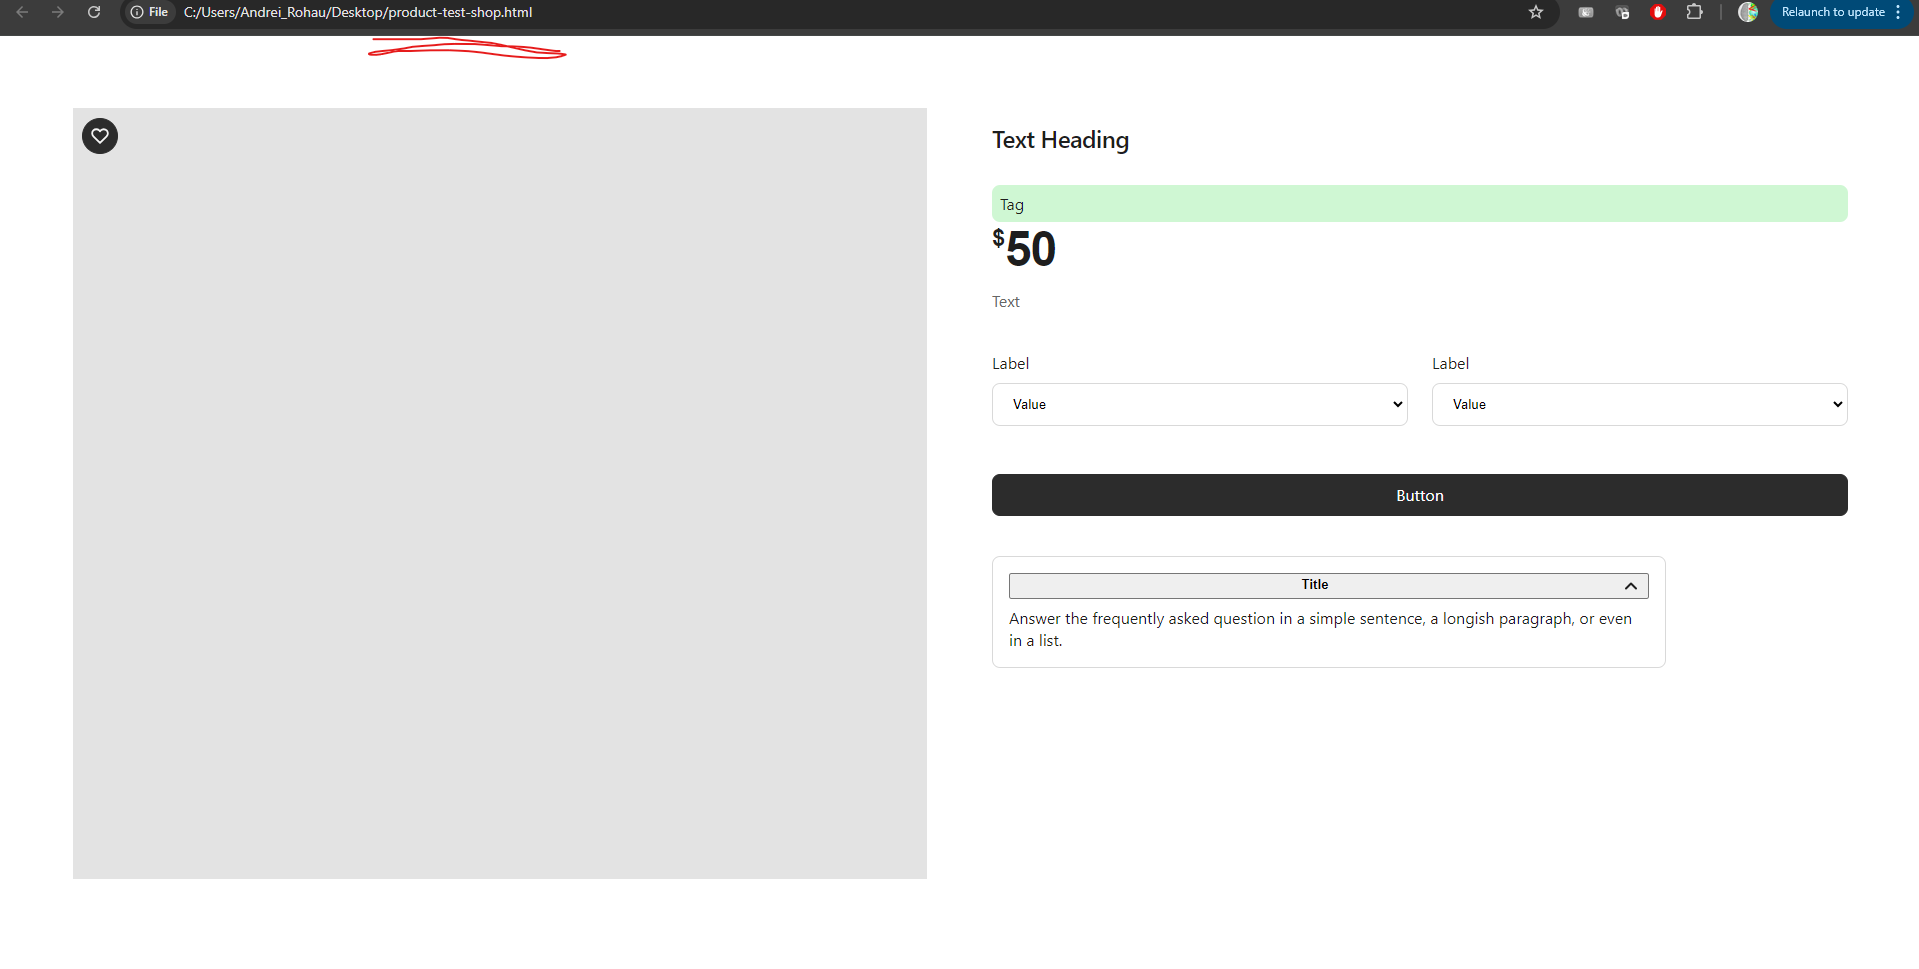 File C:/Users/Andrei_Rohau/Desktop/product-test-shop.html Relaunch to update
Text Heading
Tag
$50
Text
Label Label
Value Value
Button
Title
Answer the frequently asked question in a simple sentence, a longish paragraph, or even
in a list.